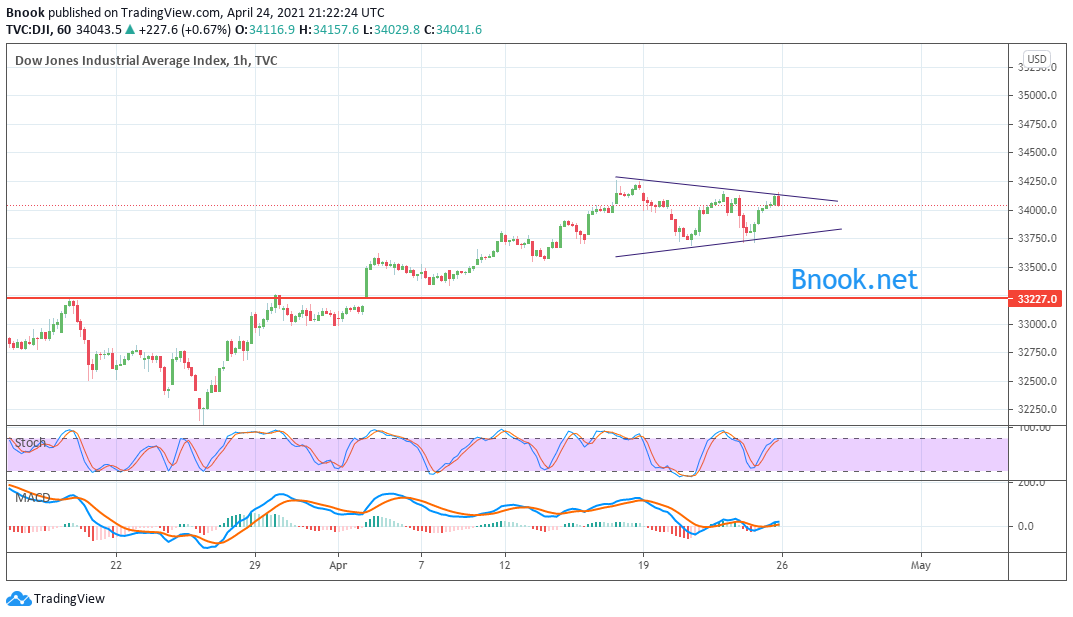 Bnook published on TradingView.com, April 24, 2021 21:22:24 UTC
TVC:DJI, 60 34043.5 ▲ +227.6 (+0.67%) O:34116.9 H:34157.6 L:34029.8 C:34041.6
Dow Jones Industrial Average Index, 1h, TVC
USD
35250.0
35000.0
34750.0
34500.0
34250.0
34000.0
33750.0
33500.0
Bnook.net
33227.0
33000.0
32750.0
32500.0
32250.0
Stoch
100.00
MACD
200.0
0.0
22 29 Apr 7 12 19 26 May
TradingView